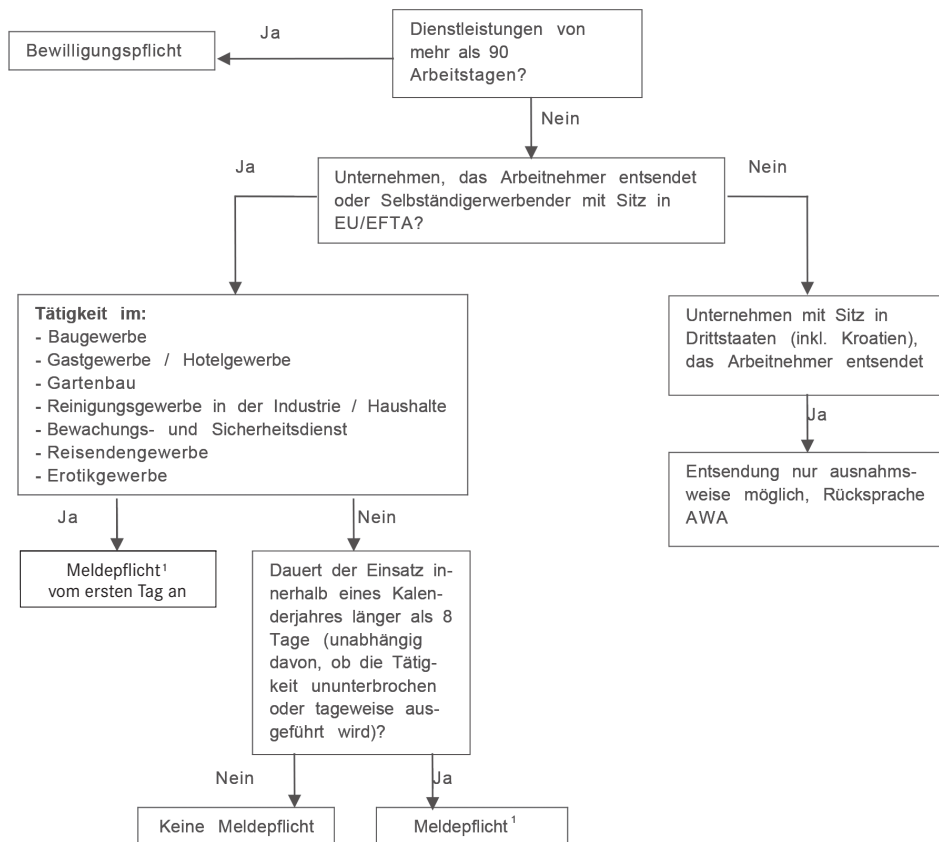 Ja
Dienstleistungen von
mehr als 90
Arbeitstagen?
Bewilligungspflicht
Nein
Ja
Nein
Unternehmen, das Arbeitnehmer entsendet
oder Selbständigerwerbender mit Sitz in
EU/EFTA?
Tätigkeit im:
- Baugewerbe
- Gastgewerbe / Hotelgewerbe
- Gartenbau
- Reinigungsgewerbe in der Industrie / Haushalte
- Bewachungs- und Sicherheitsdienst
- Reisendengewerbe
- Erotikgewerbe
Unternehmen mit Sitz in
Drittstaaten (inkl. Kroatien),
das Arbeitnehmer entsendet
Ja
Entsendung nur ausnahms-
weise möglich, Rücksprache
AWA
Ja
Nein
Meldepflicht¹
vom ersten Tag an
Dauert der Einsatz in-
nerhalb eines Kalen-
derjahres länger als 8
Tage (unabhängig
davon, ob die Tätig-
keit ununterbrochen
oder tageweise aus-
geführt wird)?
Nein
Ja
Keine Meldepflicht
Meldepflicht¹